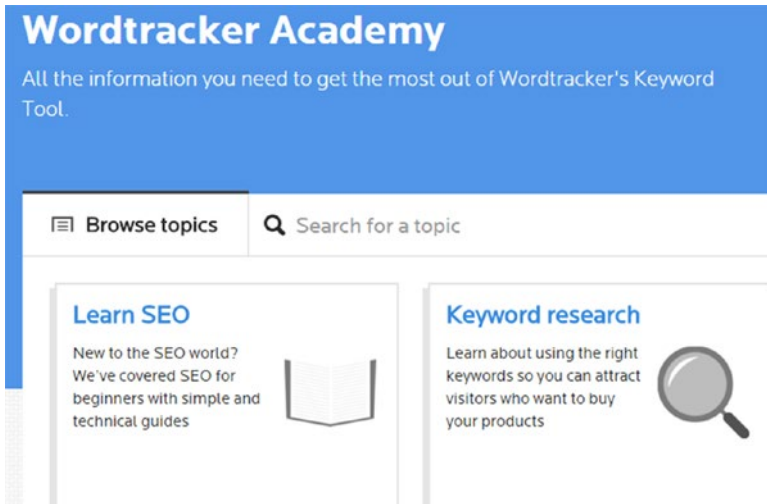 Wordtracker Academy
All the information you need to get the most out of Wordtracker's Keyword
Tool.
Browse topics
Search for a topic
Learn SEO
New to the SEO world?
We've covered SEO for
beginners with simple and
technical guides
Keyword research
Learn about using the right
keywords so you can attract
visitors who want to buy
your products